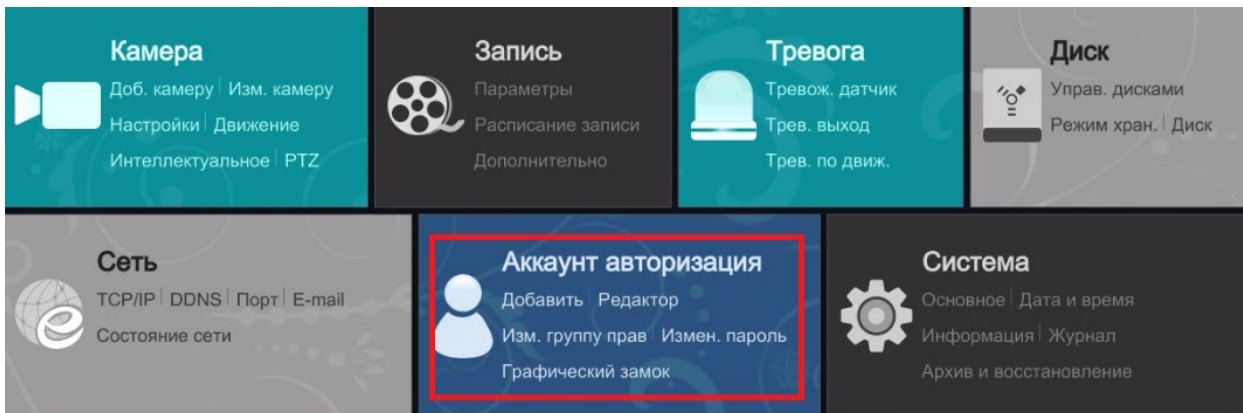 Камера
Доб. камеру | Изм. камеру
Настройки | Движение
Интеллектуальное | PTZ
Запись
Параметры
Расписание записи
Дополнительно
Тревога
Тревож. датчик
Трев. выход
Трев. по движ.
Диск
Управ. дисками
Режим хран. | Диск
Сеть
TCP/IP | DDNS | Порт | E-mail
Состояние сети
Аккаунт авторизация
Добавить | Редактор
Изм. группу прав | Измен. пароль
Графический замок
Система
Основное | Дата и время
Информация | Журнал
Архив и восстановление